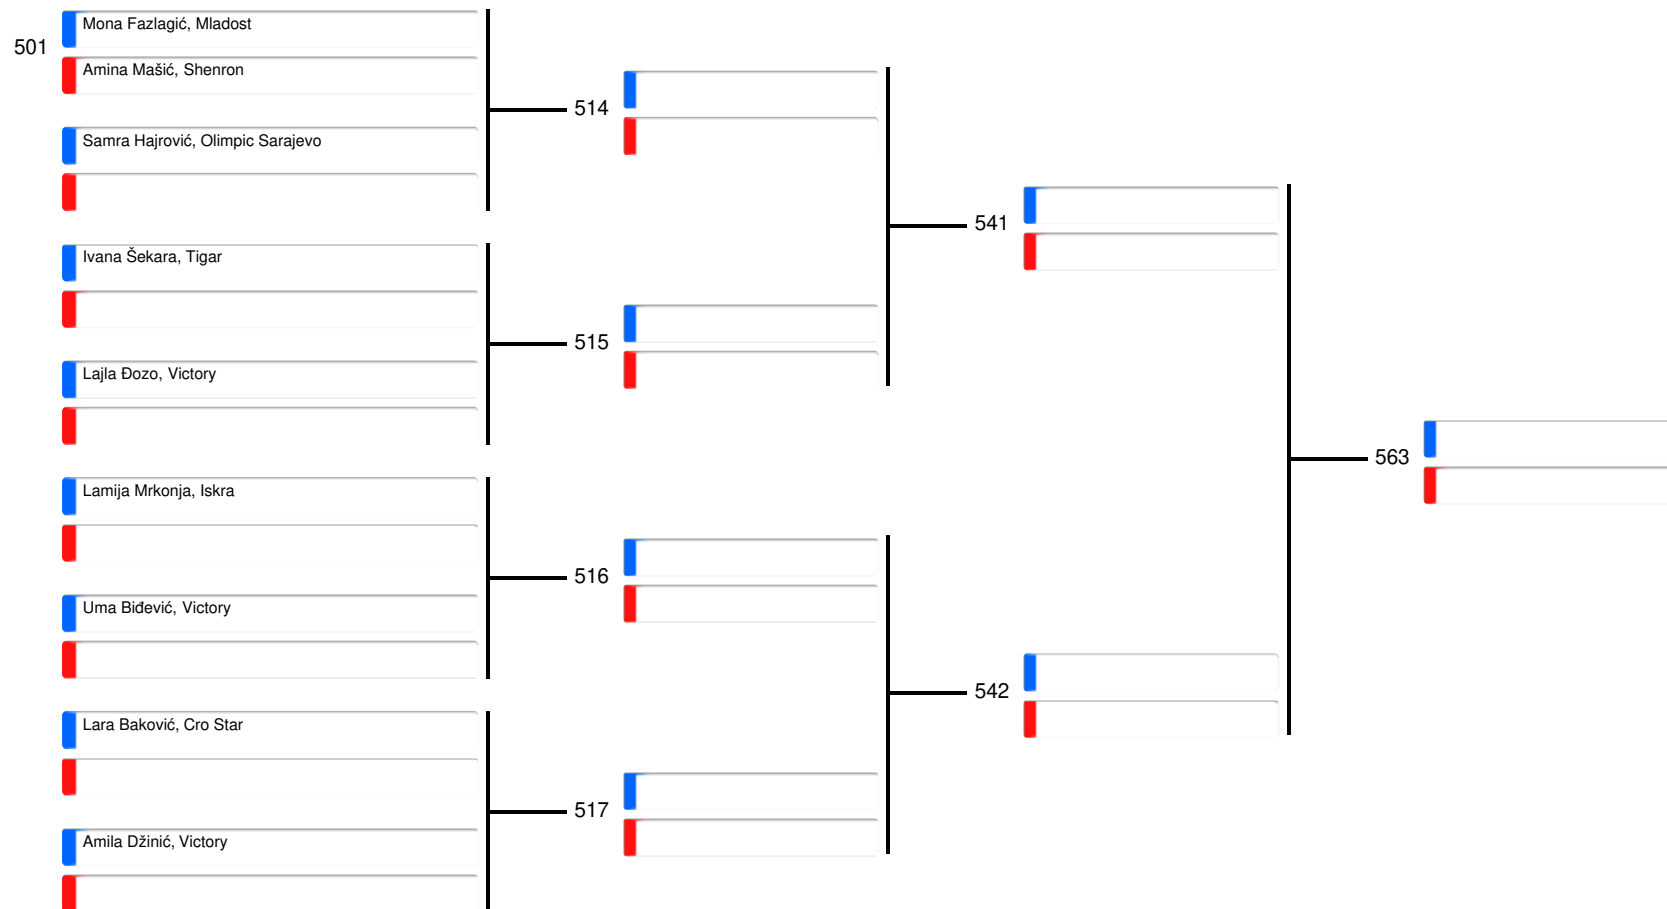 Mona Fazlagić, Mladost
501
Amina Mašić, Shenron
514
Samra Hajrović, Olimpic Sarajevo
541
Ivana Šekara, Tigar
515
Lajla Đozo, Victory
563
Lamija Mrkonja, Iskra
516
Uma Biđević, Victory
542
Lara Baković, Cro Star
517
Amila Džinić, Victory